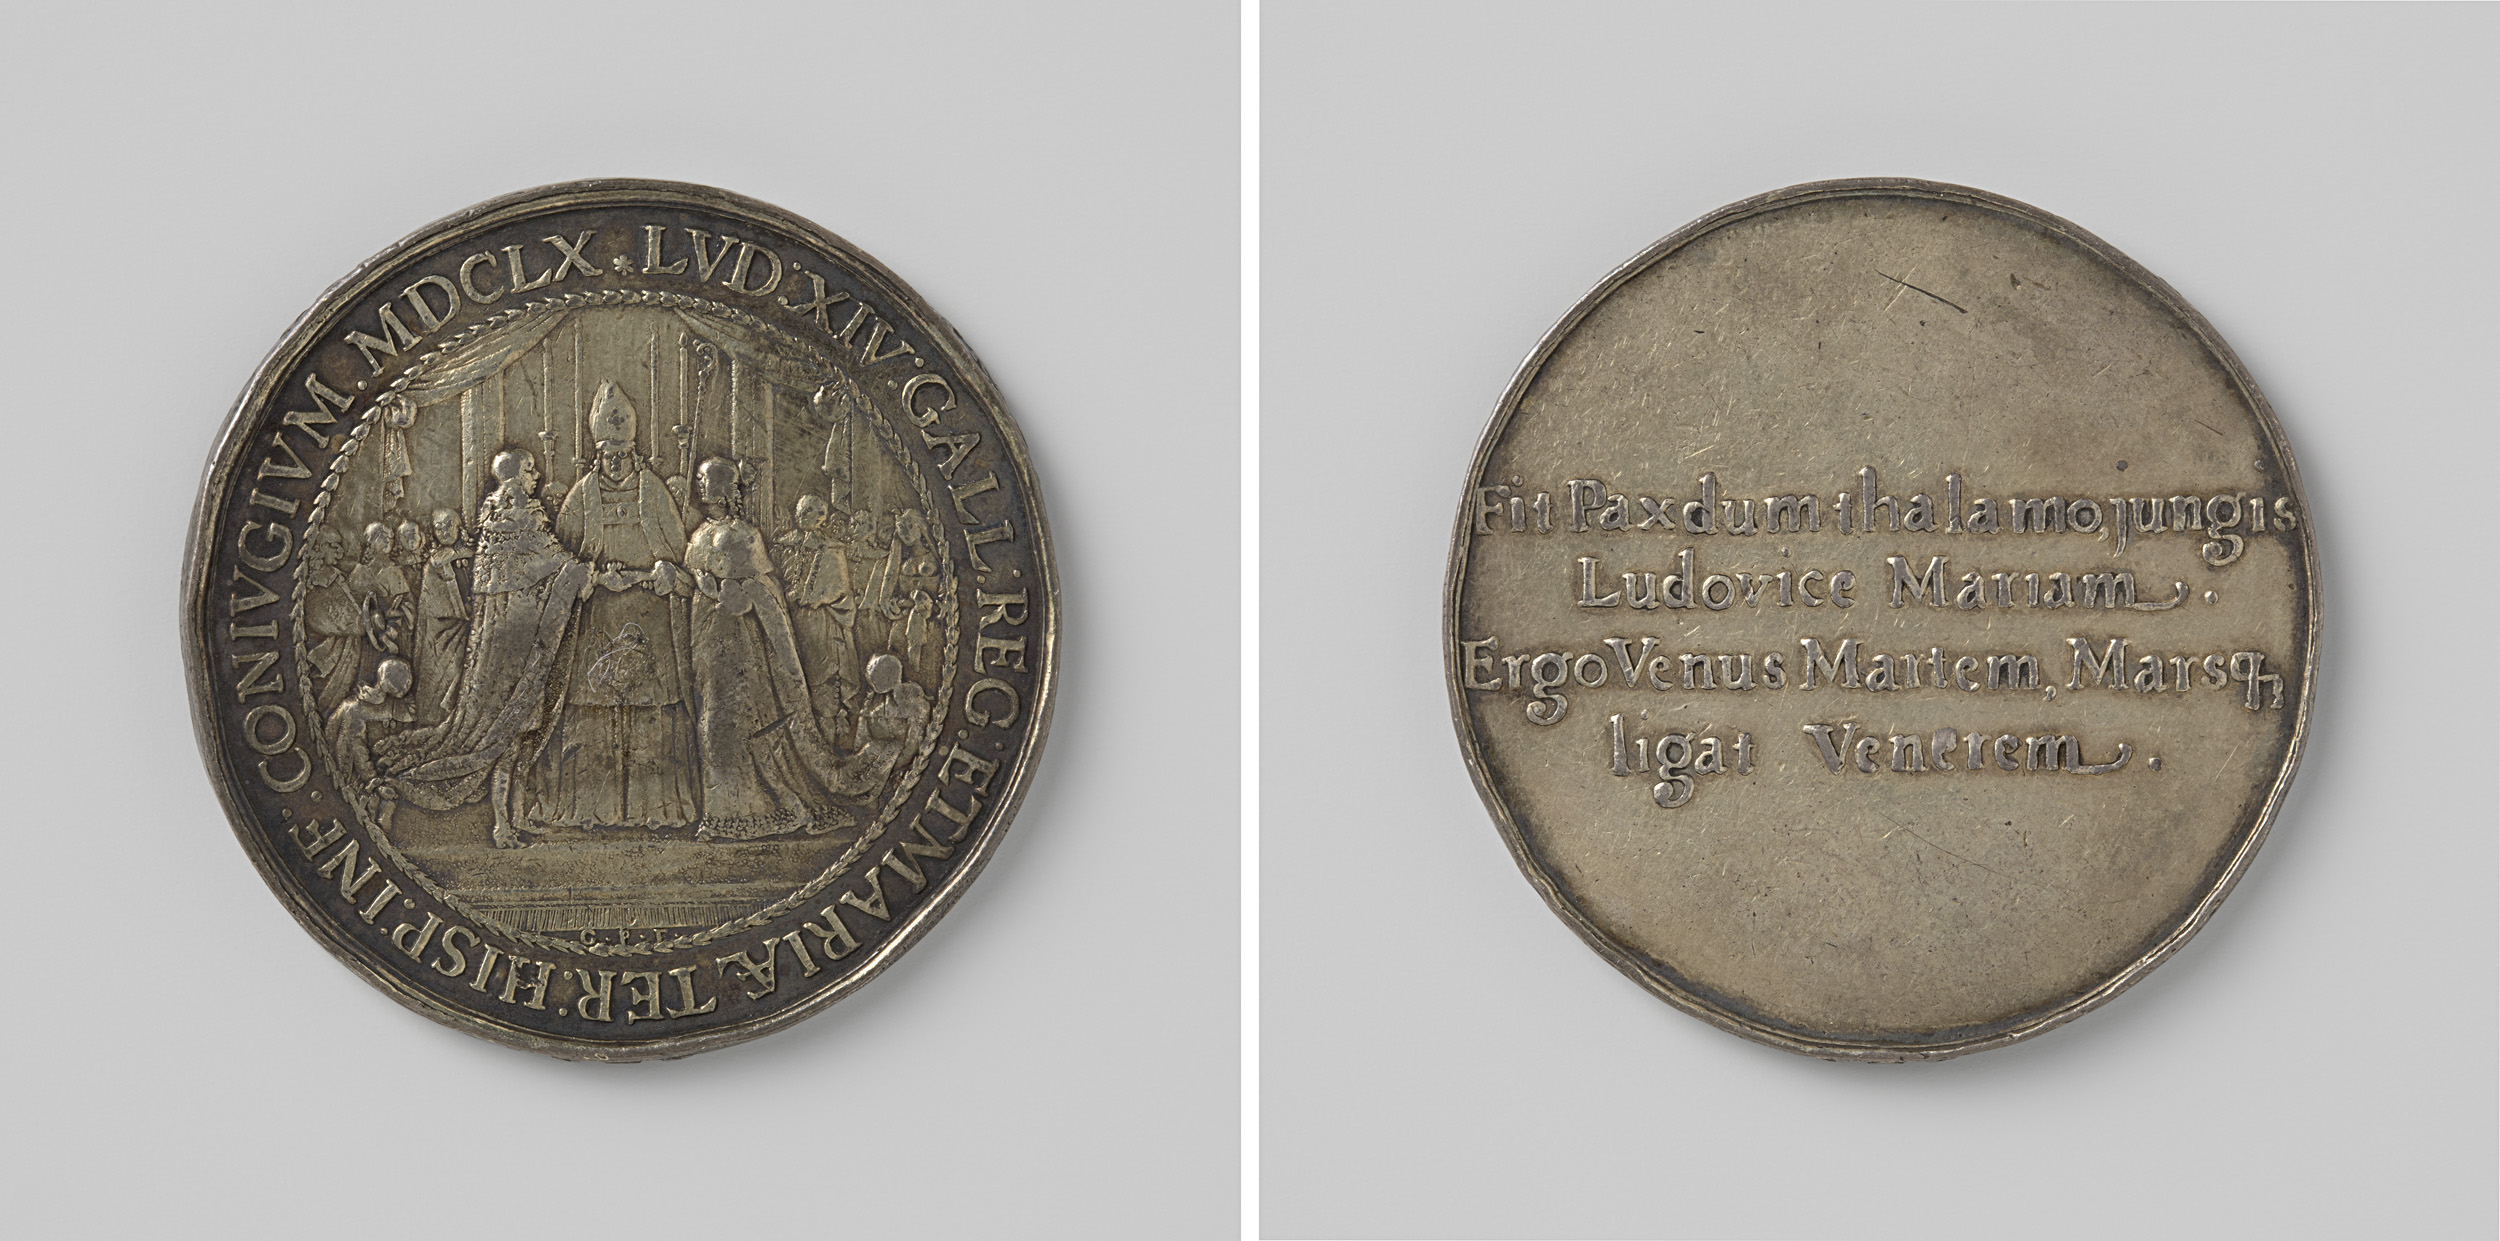 LVD: XIV: GALL: REG: ET MARIÆ TER: HISP: INF: CONIVGIVM. MDCLX *
G. P. F.
Fit Pax dum thalamo, jungis
Ludovice Mariam.
Ergo Venus Martem, Marsqꝫ
ligat Venerem.